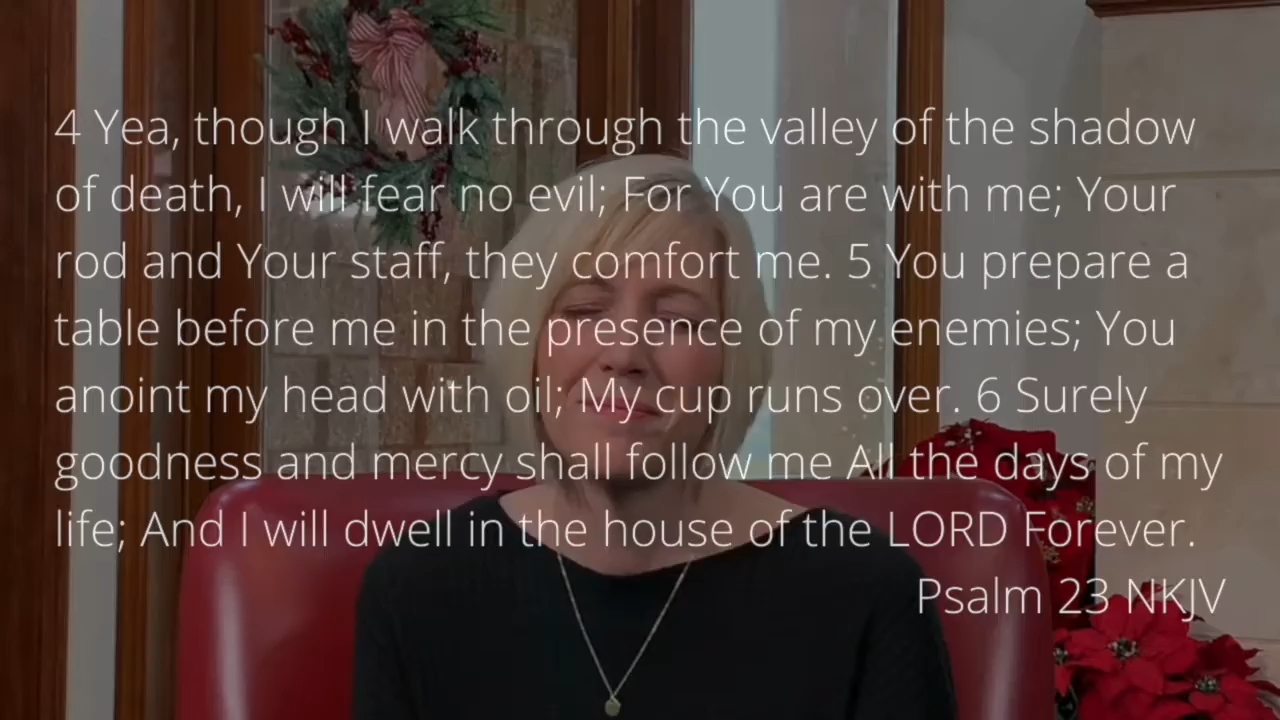 4 Yea, though I walk through the valley of the shadow
of death, I will fear no evil; For You are with me; Your
rod and Your staff, they comfort me. 5 You prepare a
table before me in the presence of my enemies; You
anoint my head with oil; My cup runs over. 6 Surely
goodness and mercy shall follow me All the days of my
life; And I will dwell in the house of the LORD Forever.
Psalm 23 NKJV